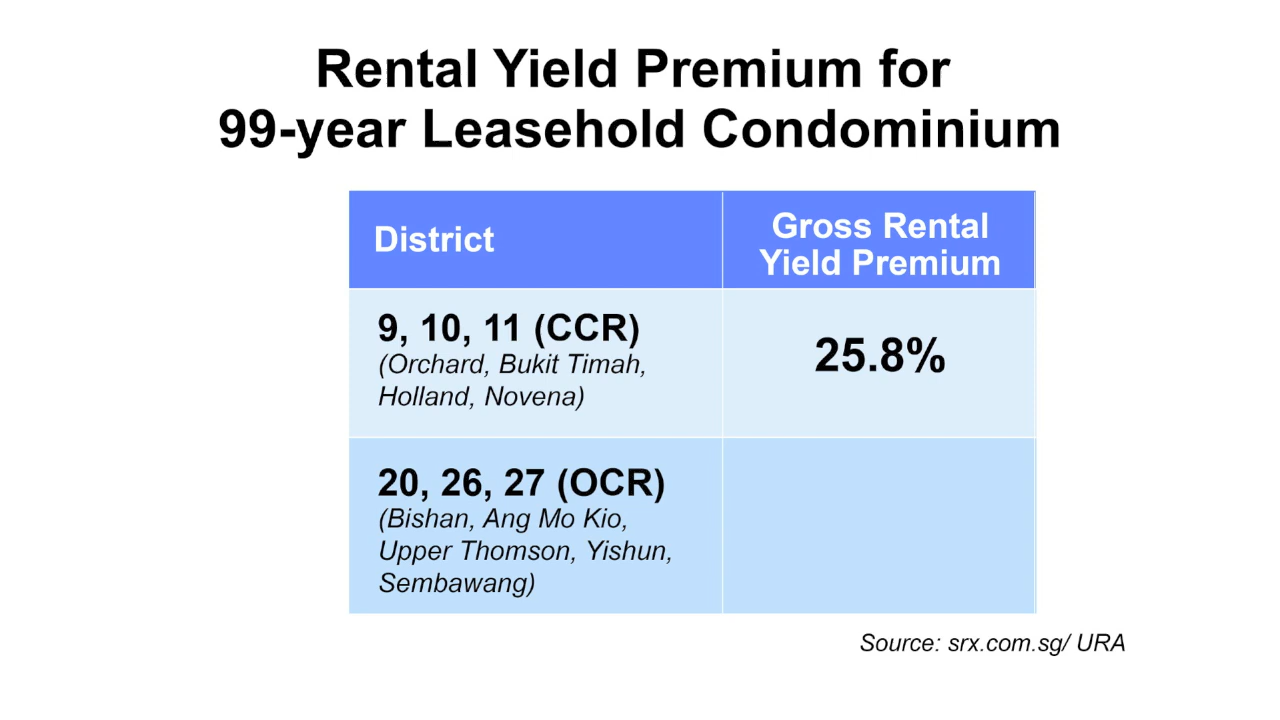 Rental Yield Premium for
99-year Leasehold Condominium
District
Gross Rental
Yield Premium
9, 10, 11 (CCR)
(Orchard, Bukit Timah,
Holland, Novena)
25.8%
20, 26, 27 (OCR)
(Bishan, Ang Mo Kio,
Upper Thomson, Yishun,
Sembawang)
Source: srx.com.sg/ URA